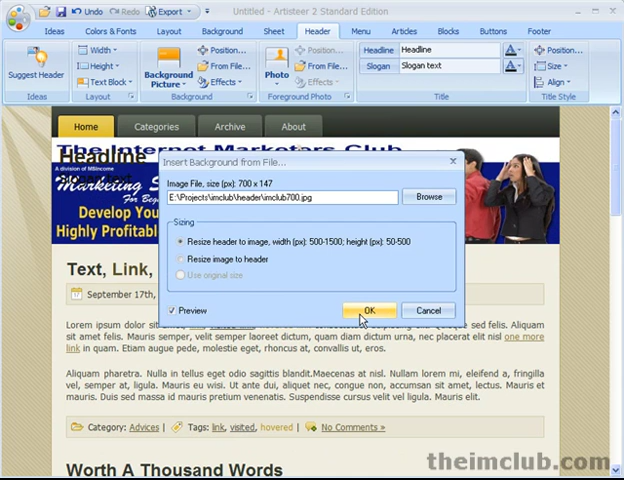 Undo
Export
Untitled - Artisteer 2 Standard Edition
Ideas Colors & Fonts Layout Background Sheet Header Menu Articles Blocks Buttons Footer
Suggest Header
Ideas
Width
Height
Text Block
Layout
Background Picture
Position...
From File...
Effects
Background
Photo
Position...
From File...
Effects
Foreground Photo
Headline Headline
Slogan Slogan text
Title
Position...
Size
Align
Title Style
Home Categories Archive About
The Internet Marketers Club
Headline
A division of MBIncome
Marketing S
Develop You
Highly Profitabl
Insert Background from File...
Image File, size (px): 700 x 147
E:\Projects\imclub\header\imclub700.jpg Browse
Sizing
Resize header to image, width (px): 500-1500; height (px): 50-500
Resize image to header
Use original size
Preview OK Cancel
Text, Link,
September 17th,
Lorem ipsum dolor sit Aliquam
sit amet felis. Mauris semper, velit semper laoreet dictum, quam diam dictum urna, nec placerat elit nisl one more
link in quam. Etiam augue pede, molestie eget, rhoncus at, convallis ut, eros.
Aliquam pharetra. Nulla in tellus eget odio sagittis blandit.Maecenas at nisl. Nullam lorem mi, eleifend a, fringilla
vel, semper at, ligula. Mauris eu wisi. Ut ante dui, aliquet nec, congue non, accumsan sit amet, lectus. Mauris et
mauris. Duis sed massa id mauris pretium venenatis. Suspendisse cursus velit vel ligula. Mauris elit.
Category: Advices | Tags: link, visited, hovered | No Comments »
Worth A Thousand Words
theimclub.com